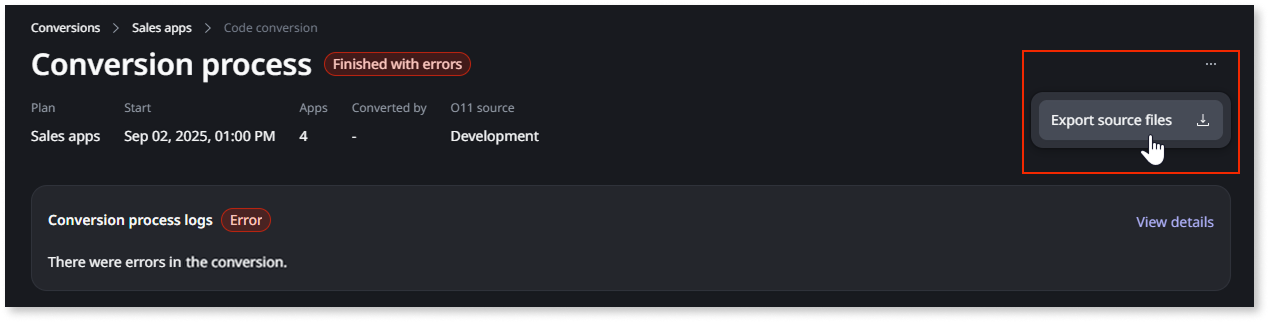 Conversions > Sales apps > Code conversion
Conversion process Finished with errors
...
Plan Start Apps Converted by O11 source
Sales apps Sep 02, 2025, 01:00 PM 4 - Development
Export source files
Conversion process logs Error
View details
There were errors in the conversion.